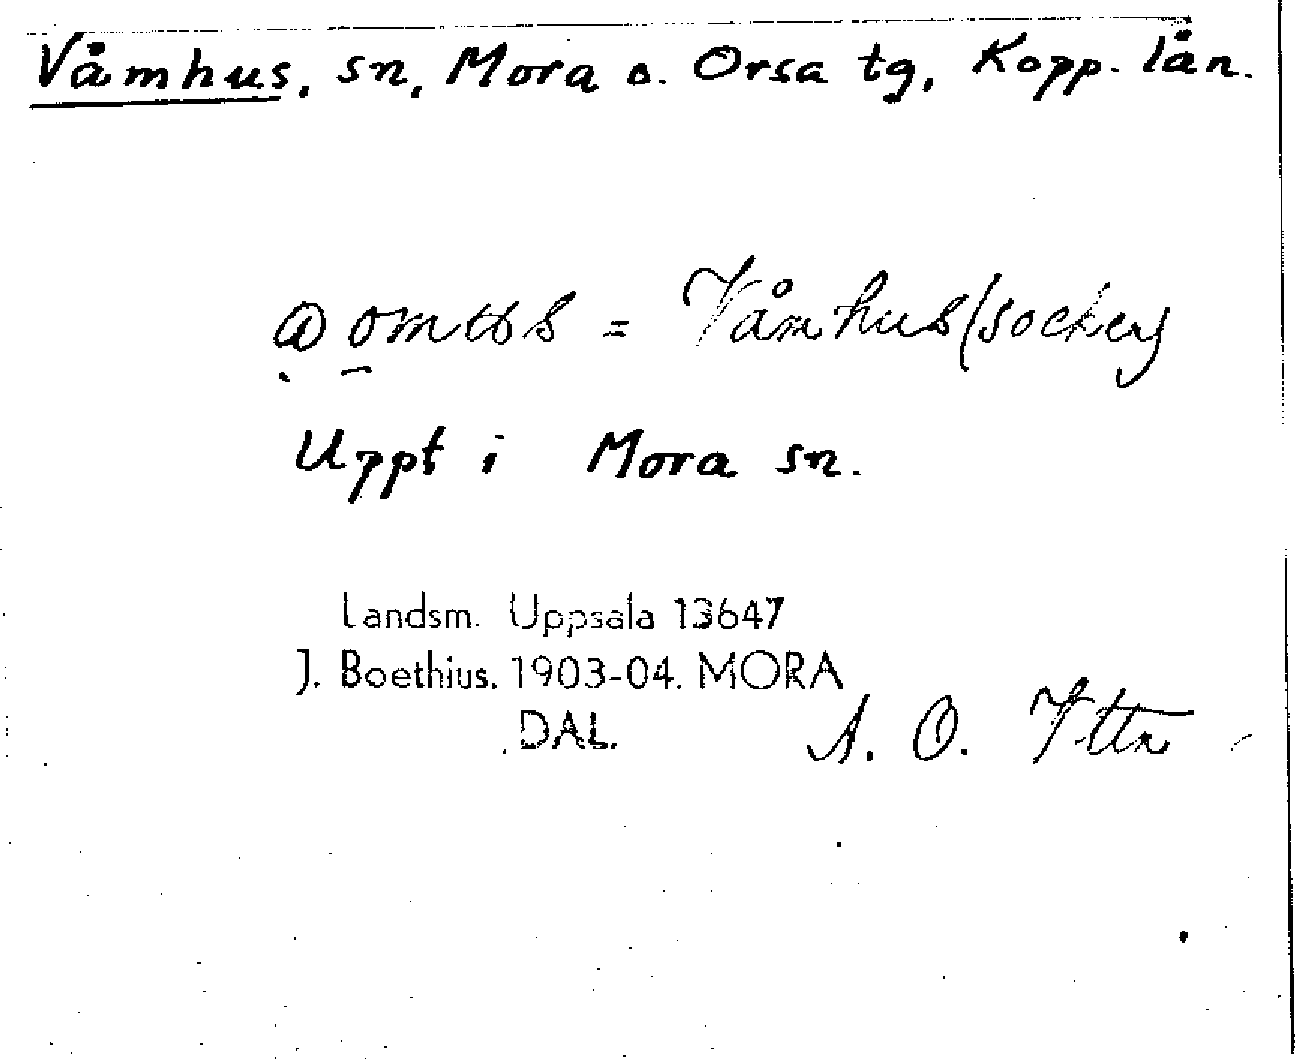 Våmhus, sn, Mora o. Orsa tg, Kopp. län.
= Våmhus (socken)
Uppt i Mora sn.
Landsm. Uppsala 13647
J. Boethius. 1903-04. MORA
DAL.
A. O. Ytter